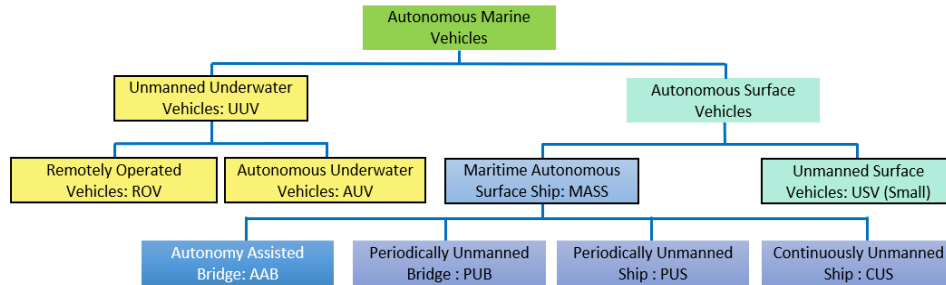 Autonomous Marine
Vehicles
Unmanned Underwater
Vehicles: UUV
Autonomous Surface
Vehicles
Remotely Operated
Vehicles: ROV
Autonomous Underwater
Vehicles: AUV
Maritime Autonomous
Surface Ship: MASS
Unmanned Surface
Vehicles: USV (Small)
Autonomy Assisted
Bridge: AAB
Periodically Unmanned
Bridge : PUB
Periodically Unmanned
Ship : PUS
Continuously Unmanned
Ship : CUS